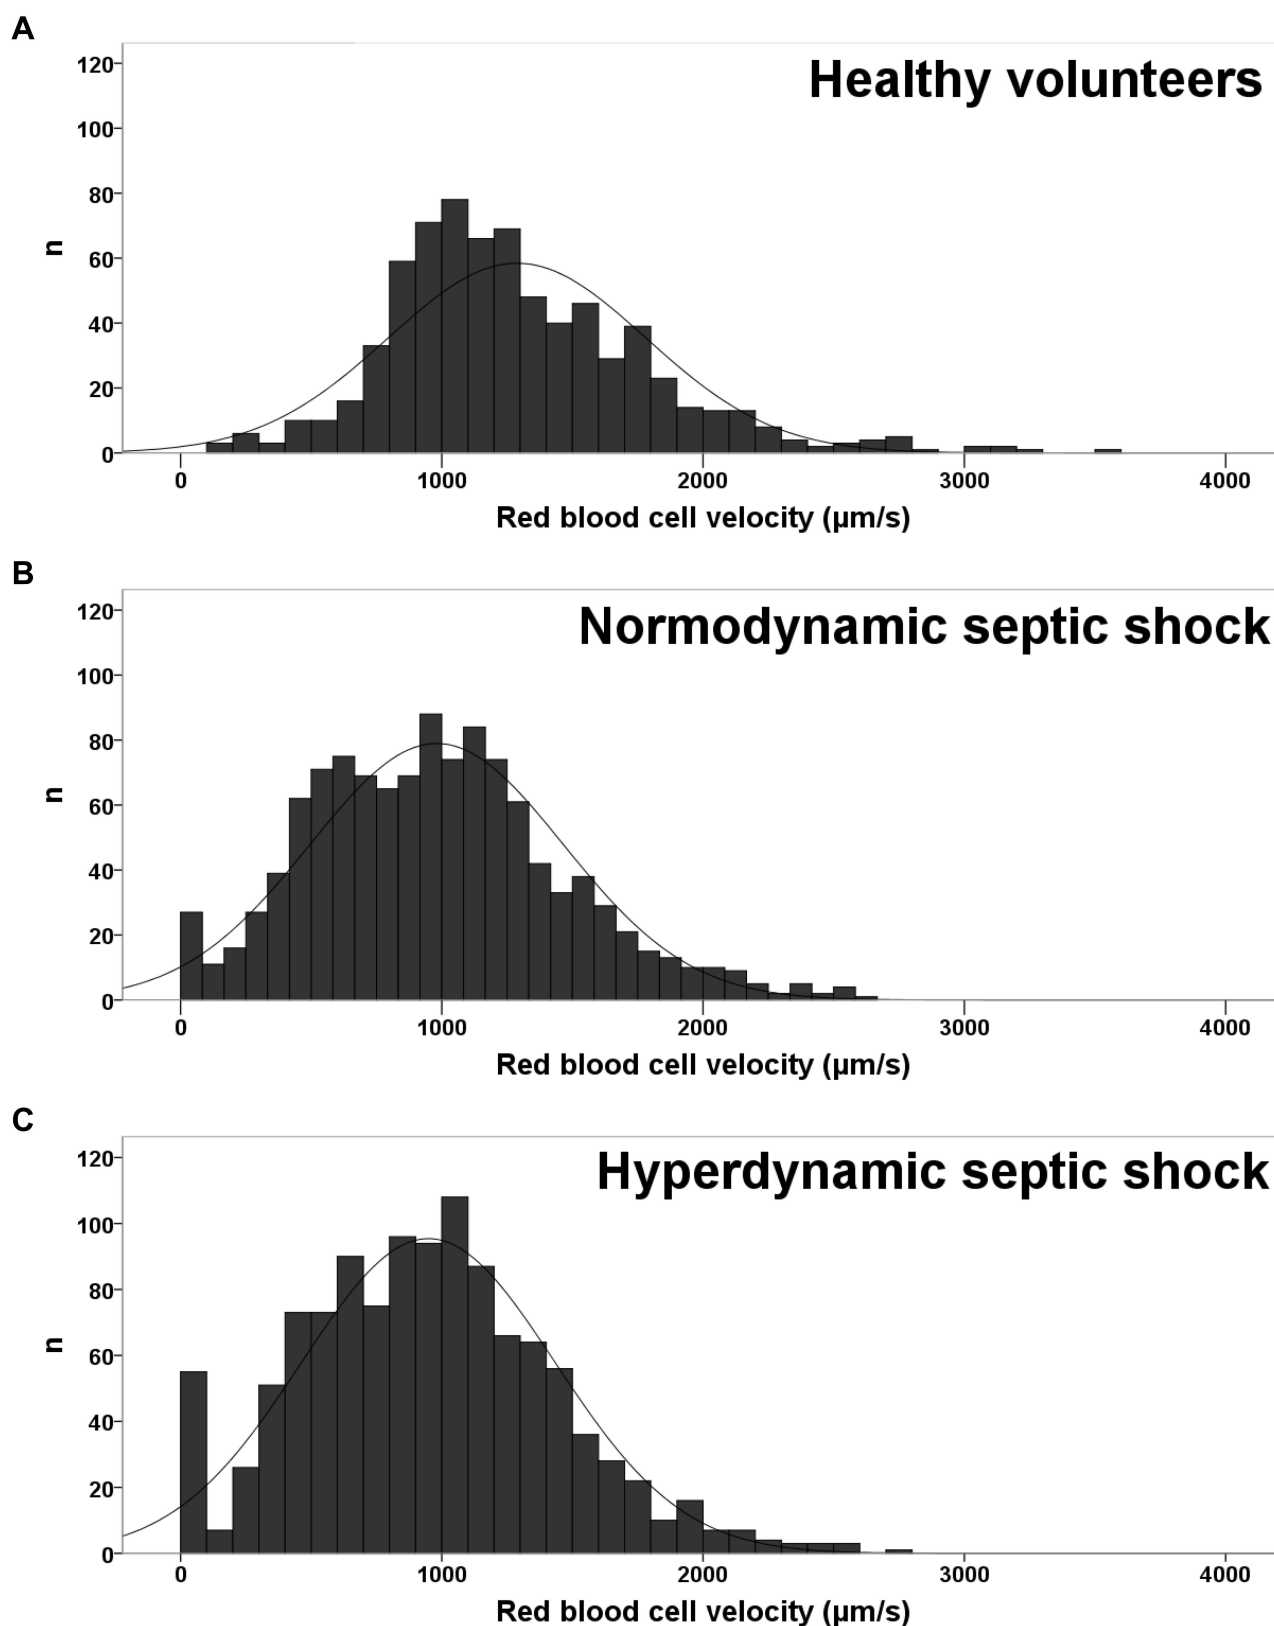 A
Healthy volunteers
120
100
80
60
40
20
0
n
0 1000 2000 3000 4000
Red blood cell velocity (µm/s)
B
Normodynamic septic shock
120
100
80
60
40
20
0
n
0 1000 2000 3000 4000
Red blood cell velocity (µm/s)
C
Hyperdynamic septic shock
120
100
80
60
40
20
0
n
0 1000 2000 3000 4000
Red blood cell velocity (µm/s)